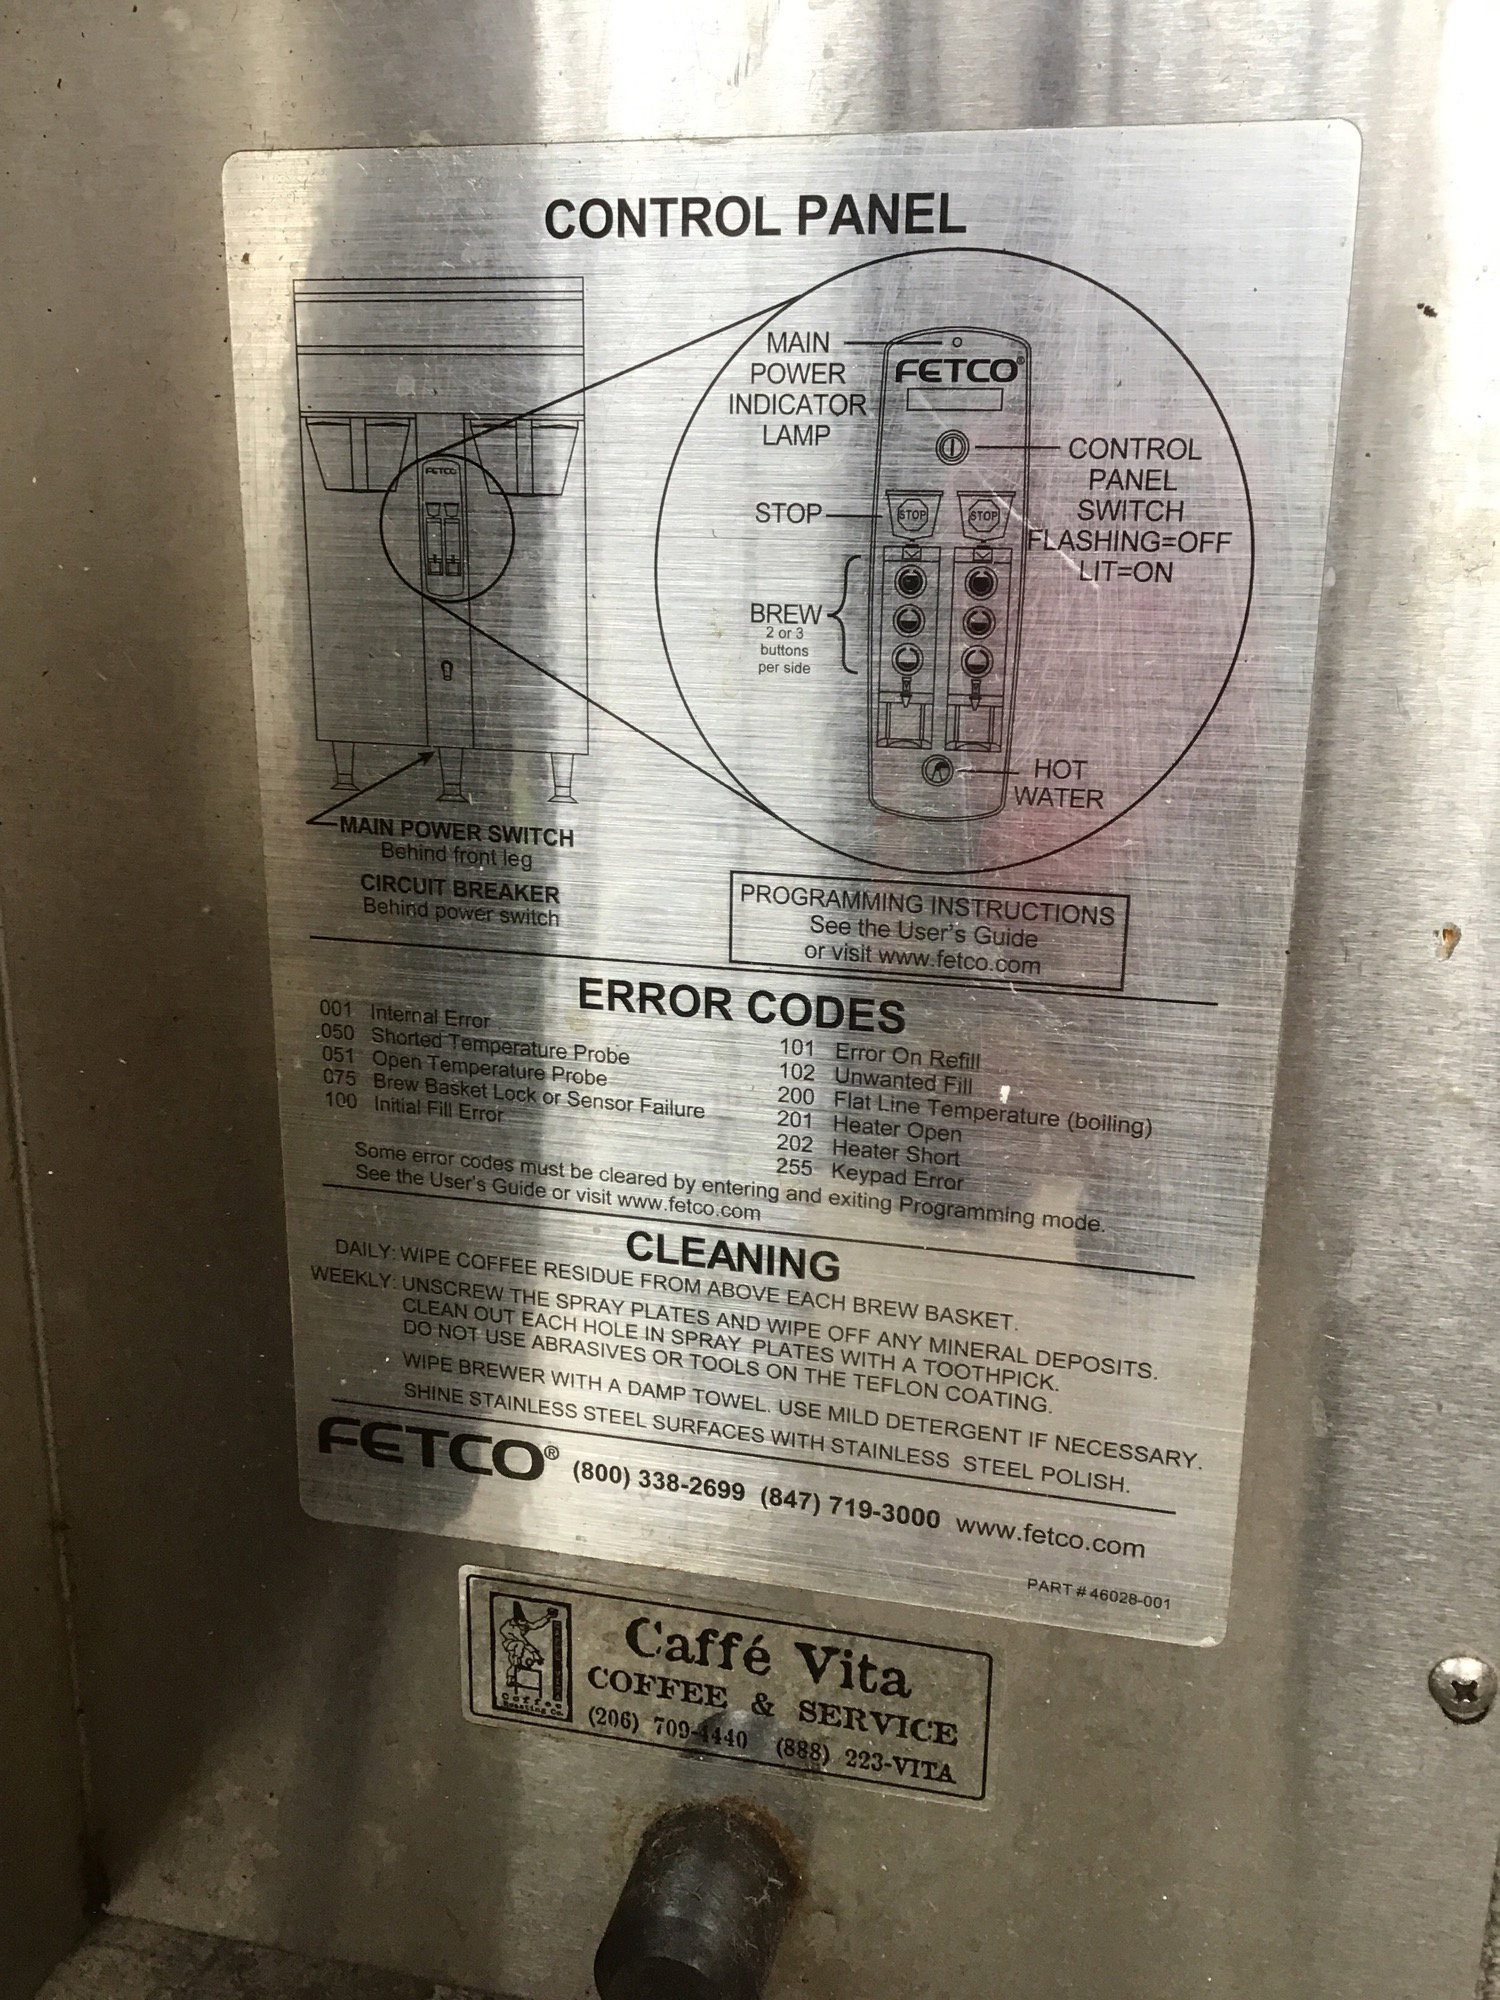 CONTROL PANEL
MAIN
POWER
INDICATOR
LAMP
FETCO®
CONTROL
PANEL
SWITCH
FLASHING=OFF
LIT=ON
STOP
STOP
STOP
BREW
2 or 3
buttons
per side
HOT
WATER
FETCO
MAIN POWER SWITCH
Behind front leg
CIRCUIT BREAKER
Behind power switch
PROGRAMMING INSTRUCTIONS
See the User's Guide
or visit www.fetco.com
ERROR CODES
001 Internal Error
050 Shorted Temperature Probe
051 Open Temperature Probe
075 Brew Basket Lock or Sensor Failure
100 Initial Fill Error
101 Error On Refill
102 Unwanted Fill
200 Flat Line Temperature (boiling)
201 Heater Open
202 Heater Short
255 Keypad Error
Some error codes must be cleared by entering and exiting Programming mode.
See the User's Guide or visit www.fetco.com
CLEANING
DAILY: WIPE COFFEE RESIDUE FROM ABOVE EACH BREW BASKET.
WEEKLY: UNSCREW THE SPRAY PLATES AND WIPE OFF ANY MINERAL DEPOSITS.
CLEAN OUT EACH HOLE IN SPRAY PLATES WITH A TOOTHPICK.
DO NOT USE ABRASIVES OR TOOLS ON THE TEFLON COATING.
WIPE BREWER WITH A DAMP TOWEL. USE MILD DETERGENT IF NECESSARY.
SHINE STAINLESS STEEL SURFACES WITH STAINLESS STEEL POLISH.
FETCO® (800) 338-2699 (847) 719-3000 www.fetco.com
PART # 46028-001
Caffé Vita
COFFEE & SERVICE
(206) 709-4440 (888) 223-VITA
Coffee
Roasting Co.